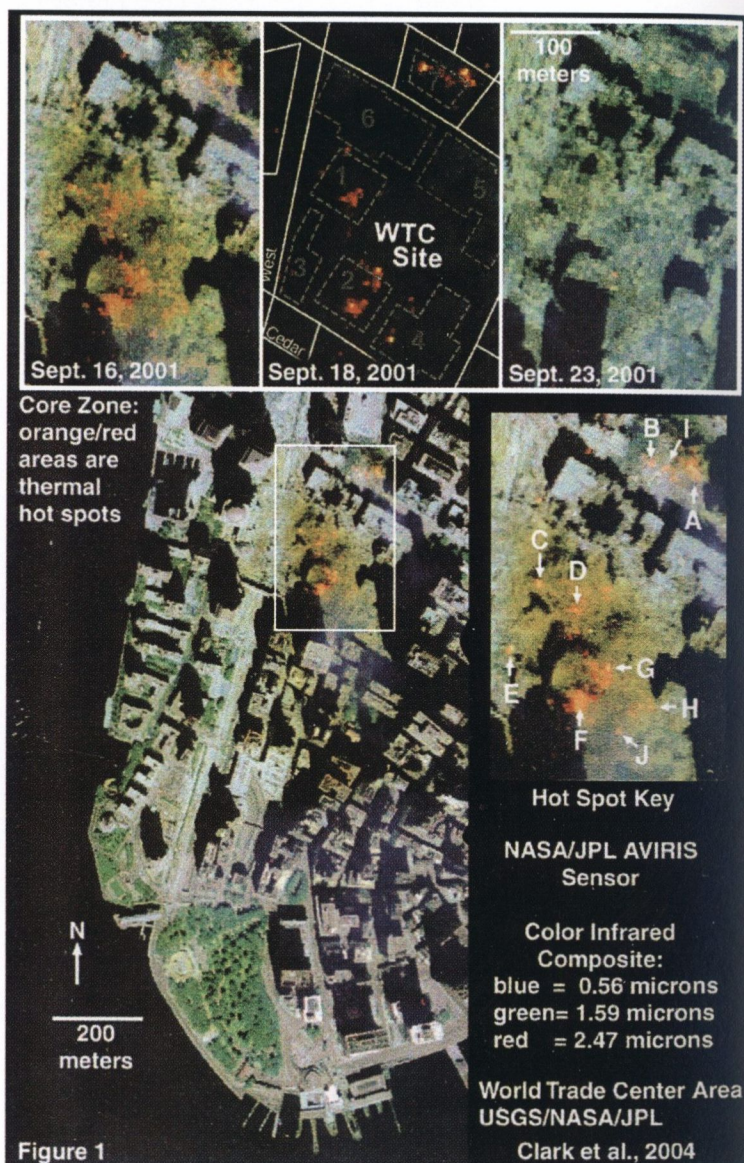 100
meters
7
6
5
1
WTC
Site
3
2
4
West
Cedar
Sept. 16, 2001
Sept. 18, 2001
Sept. 23, 2001
Core Zone:
orange/red
areas are
thermal
hot spots
B I
A
C
D
G
E
H
F
J
Hot Spot Key
NASA/JPL AVIRIS
Sensor
Color Infrared
Composite:
blue = 0.56 microns
green= 1.59 microns
red = 2.47 microns
N
200
meters
World Trade Center Area
USGS/NASA/JPL
Figure 1
Clark et al., 2004